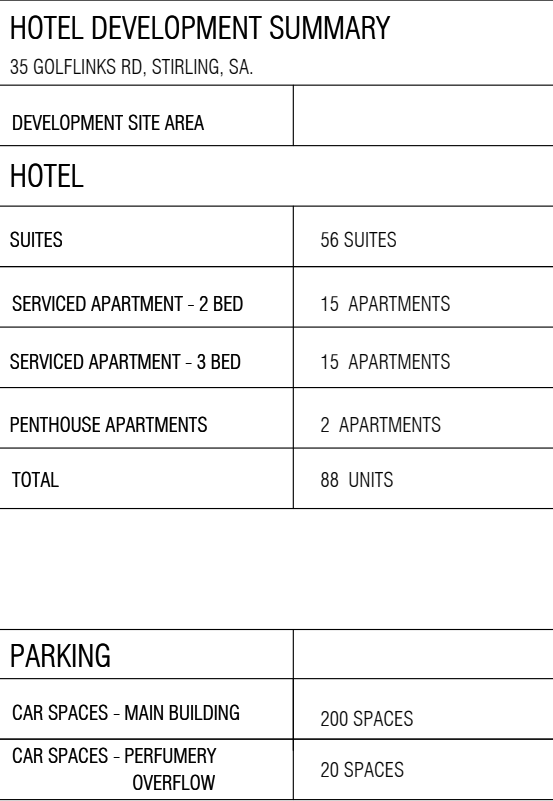 HOTEL DEVELOPMENT SUMMARY
35 GOLFLINKS RD, STIRLING, SA.
DEVELOPMENT SITE AREA
HOTEL
SUITES 56 SUITES
SERVICED APARTMENT - 2 BED 15 APARTMENTS
SERVICED APARTMENT - 3 BED 15 APARTMENTS
PENTHOUSE APARTMENTS 2 APARTMENTS
TOTAL 88 UNITS
PARKING
CAR SPACES - MAIN BUILDING 200 SPACES
CAR SPACES - PERFUMERY
OVERFLOW 20 SPACES